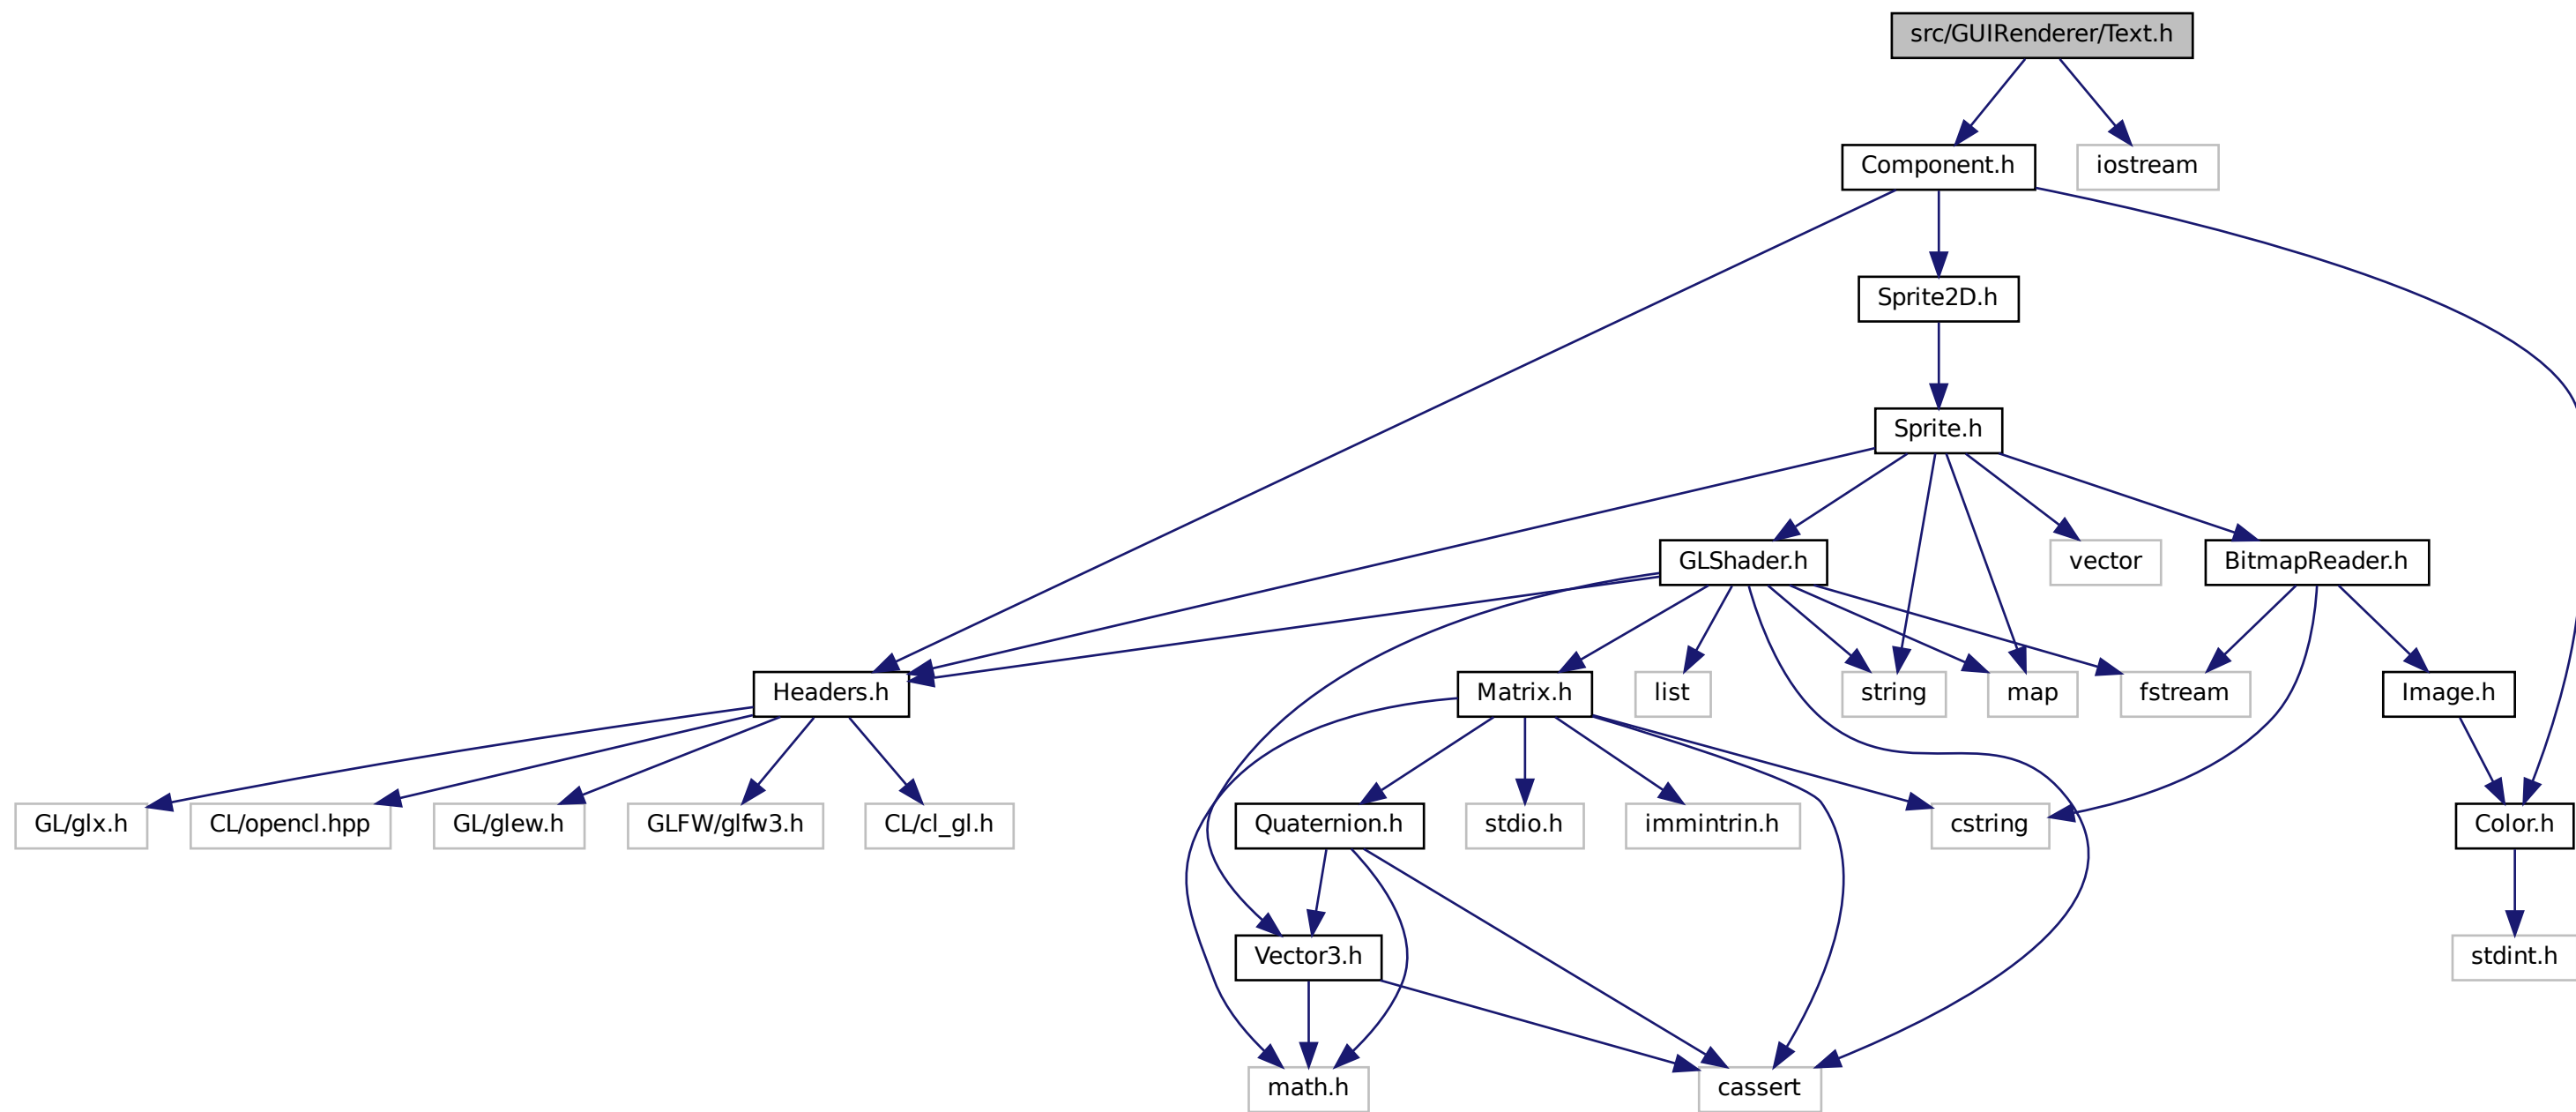 src/GUIRenderer/Text.h
Component.h
iostream
Sprite2D.h
Sprite.h
GLShader.h
vector
BitmapReader.h
Headers.h
Matrix.h
list
string
map
fstream
Image.h
GL/glx.h
CL/opencl.hpp
GL/glew.h
GLFW/glfw3.h
CL/cl_gl.h
Quaternion.h
stdio.h
immintrin.h
cstring
Color.h
Vector3.h
stdint.h
math.h
cassert